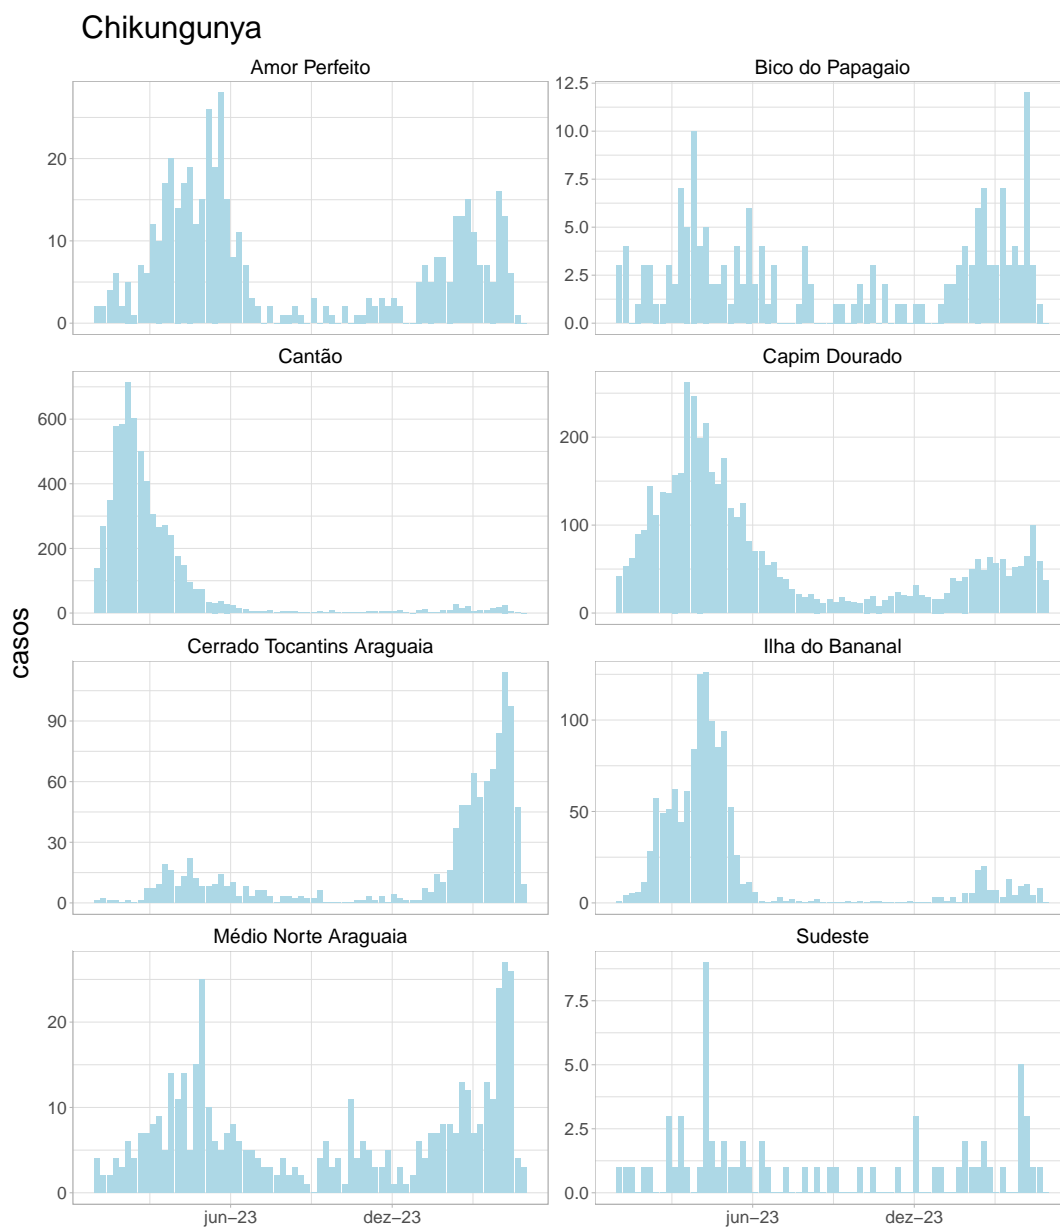 Chikungunya
Amor Perfeito
Bico do Papagaio
20
10
0
12.5
10.0
7.5
5.0
2.5
0.0
Cantão
Capim Dourado
600
400
200
0
200
100
0
casos
Cerrado Tocantins Araguaia
Ilha do Bananal
90
60
30
0
100
50
0
Médio Norte Araguaia
Sudeste
20
10
0
7.5
5.0
2.5
0.0
jun–23
dez–23
jun–23
dez–23